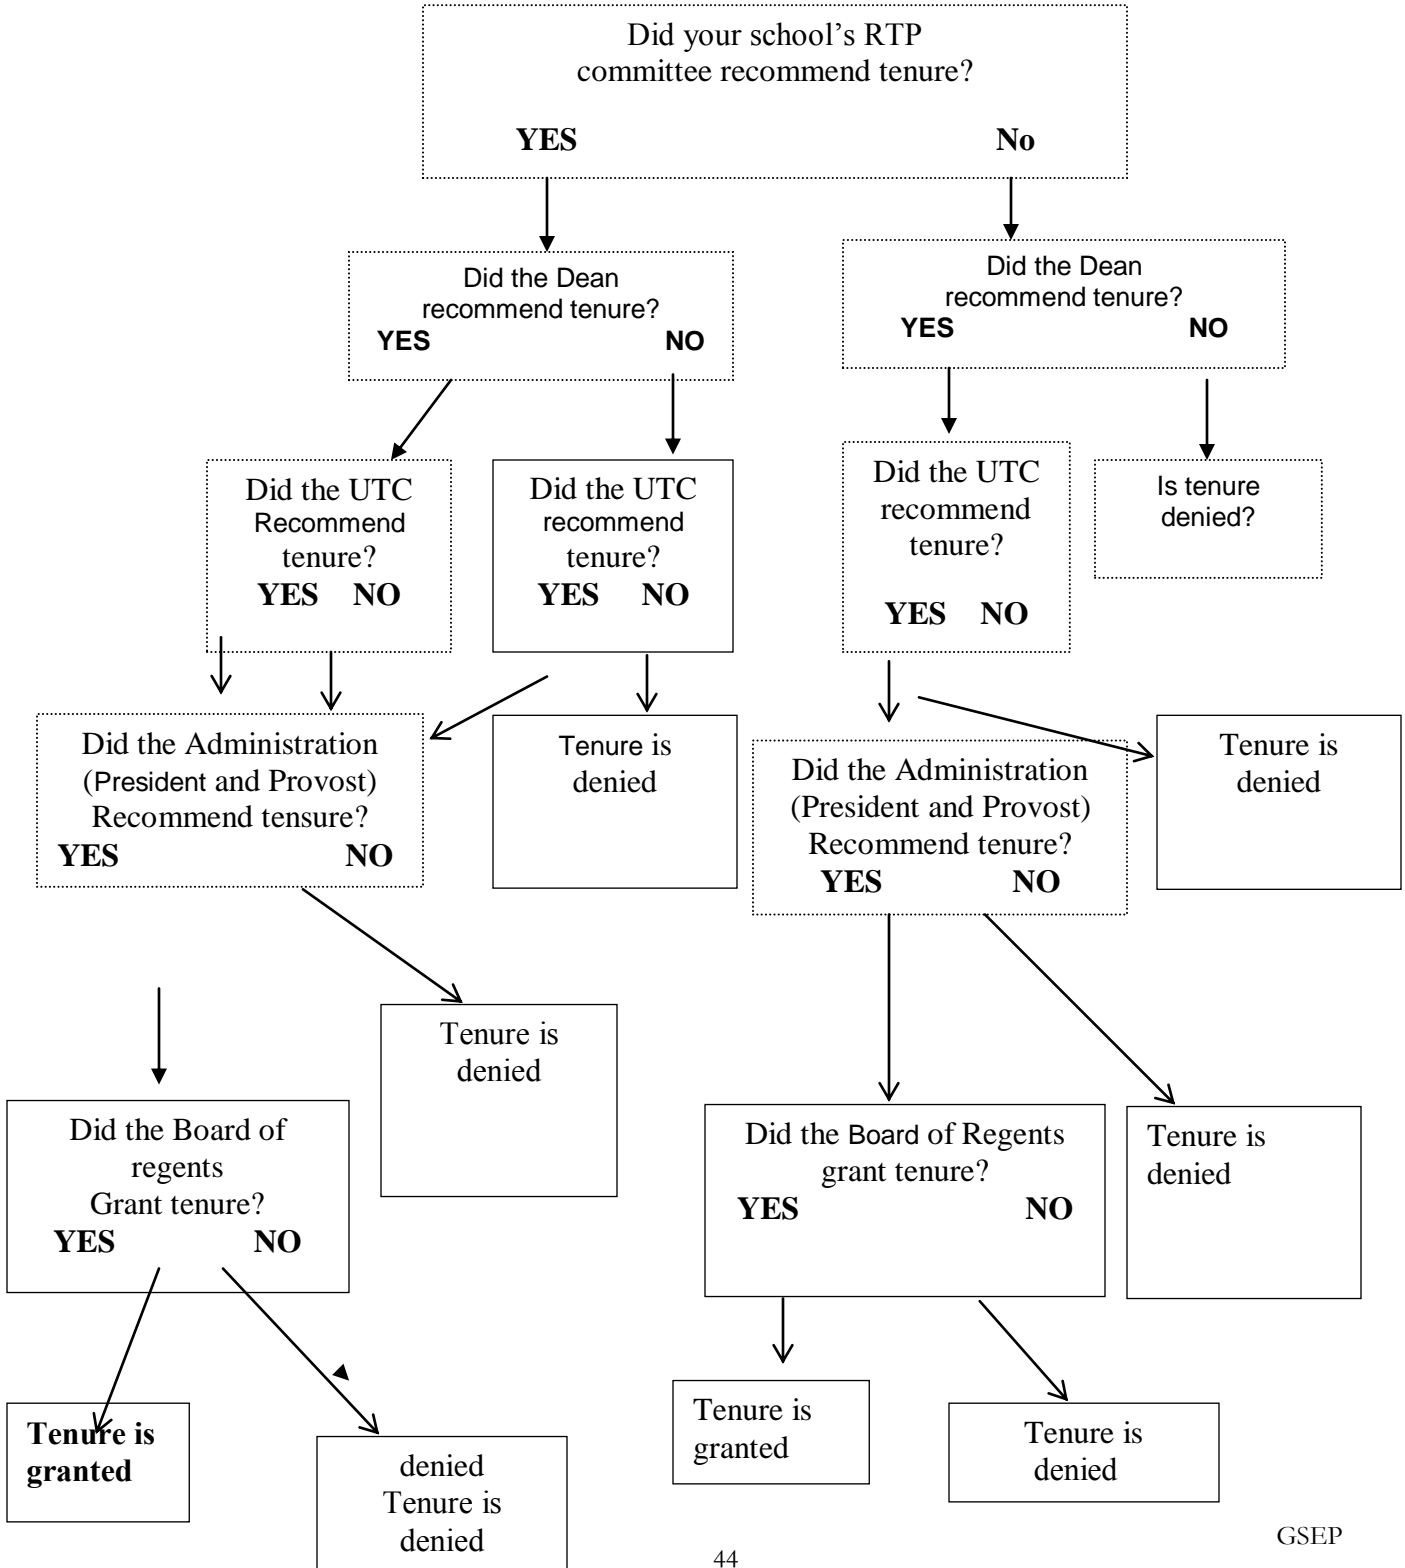 Did your school’s RTP
committee recommend tenure?
YES No
Did the Dean
recommend tenure?
YES NO
Did the Dean
recommend tenure?
YES NO
Did the UTC
Recommend
tenure?
YES NO
Did the UTC
recommend
tenure?
YES NO
Did the UTC
recommend
tenure?
YES NO
Is tenure
denied?
Did the Administration
(President and Provost)
Recommend tensure?
YES NO
Tenure is
denied
Did the Administration
(President and Provost)
Recommend tenure?
YES NO
Tenure is
denied
Tenure is
denied
Did the Board of
regents
Grant tenure?
YES NO
Did the Board of Regents
grant tenure?
YES NO
Tenure is
denied
Tenure is
granted
denied
Tenure is
denied
Tenure is
granted
Tenure is
denied
44
GSEP